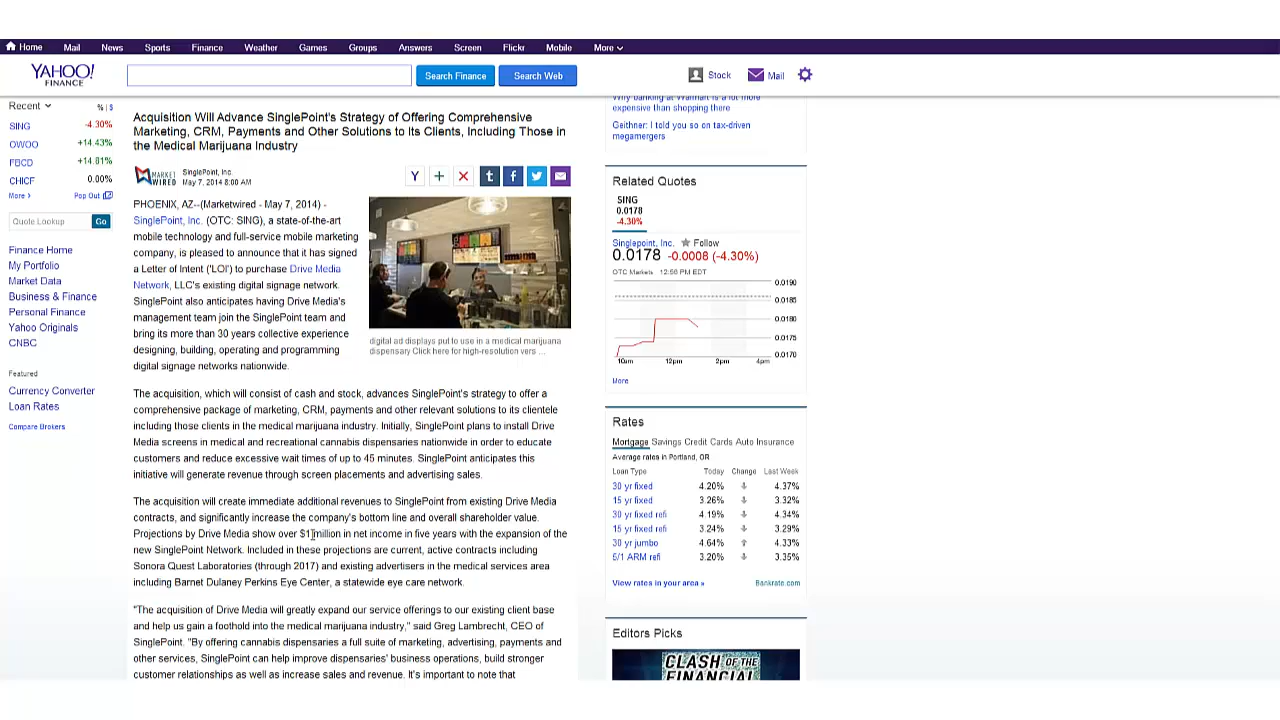 Home Mail News Sports Finance Weather Games Groups Answers Screen Flickr Mobile More
YAHOO!
FINANCE
Search Finance
Search Web
Stock
Mail
Recent
% | $
SING -4.30%
OWOO +14.43%
FBCD +14.81%
CHICF 0.00%
More
Pop Out
Quote Lookup
Go
Finance Home
My Portfolio
Market Data
Business & Finance
Personal Finance
Yahoo Originals
CNBC
Featured
Currency Converter
Loan Rates
Compare Brokers
Acquisition Will Advance SinglePoint's Strategy of Offering Comprehensive
Marketing, CRM, Payments and Other Solutions to Its Clients, Including Those in
the Medical Marijuana Industry
MARKET
WIRED
SinglePoint, Inc.
May 7, 2014 8:00 AM
Y
t
f
PHOENIX, AZ--(Marketwired - May 7, 2014) -
SinglePoint, Inc. (OTC: SING), a state-of-the-art
mobile technology and full-service mobile marketing
company, is pleased to announce that it has signed
a Letter of Intent ('LOI') to purchase Drive Media
Network, LLC's existing digital signage network.
SinglePoint also anticipates having Drive Media's
management team join the SinglePoint team and
bring its more than 30 years collective experience
designing, building, operating and programming
digital signage networks nationwide.
digital ad displays put to use in a medical marijuana
dispensary Click here for high-resolution vers ...
The acquisition, which will consist of cash and stock, advances SinglePoint's strategy to offer a
comprehensive package of marketing, CRM, payments and other relevant solutions to its clientele
including those clients in the medical marijuana industry. Initially, SinglePoint plans to install Drive
Media screens in medical and recreational cannabis dispensaries nationwide in order to educate
customers and reduce excessive wait times of up to 45 minutes. SinglePoint anticipates this
initiative will generate revenue through screen placements and advertising sales.
The acquisition will create immediate additional revenues to SinglePoint from existing Drive Media
contracts, and significantly increase the company's bottom line and overall shareholder value.
Projections by Drive Media show over $1million in net income in five years with the expansion of the
new SinglePoint Network. Included in these projections are current, active contracts including
Sonora Quest Laboratories (through 2017) and existing advertisers in the medical services area
including Barnet Dulaney Perkins Eye Center, a statewide eye care network.
"The acquisition of Drive Media will greatly expand our service offerings to our existing client base
and help us gain a foothold into the medical marijuana industry," said Greg Lambrecht, CEO of
SinglePoint. "By offering cannabis dispensaries a full suite of marketing, advertising, payments and
other services, SinglePoint can help improve dispensaries' business operations, build stronger
customer relationships as well as increase sales and revenue. It's important to note that
Why banking at Walmart is a lot more
expensive than shopping there
Geithner: I told you so on tax-driven
megamergers
Related Quotes
SING
0.0178
-4.30%
Singlepoint, Inc. Follow
0.0178 -0.0008 (-4.30%)
OTC Markets 12:56 PM EDT
0.0190
0.0185
0.0180
0.0175
0.0170
10am 12pm 2pm 4pm
More
Rates
Mortgage Savings Credit Cards Auto Insurance
Average rates in Portland, OR
Loan Type Today Change Last Week
30 yr fixed 4.20% 4.37%
15 yr fixed 3.26% 3.32%
30 yr fixed refi 4.19% 4.34%
15 yr fixed refi 3.24% 3.29%
30 yr jumbo 4.64% 4.33%
5/1 ARM refi 3.20% 3.35%
View rates in your area »
Bankrate.com
Editors Picks
CLASH OF THE
FINANCIAL